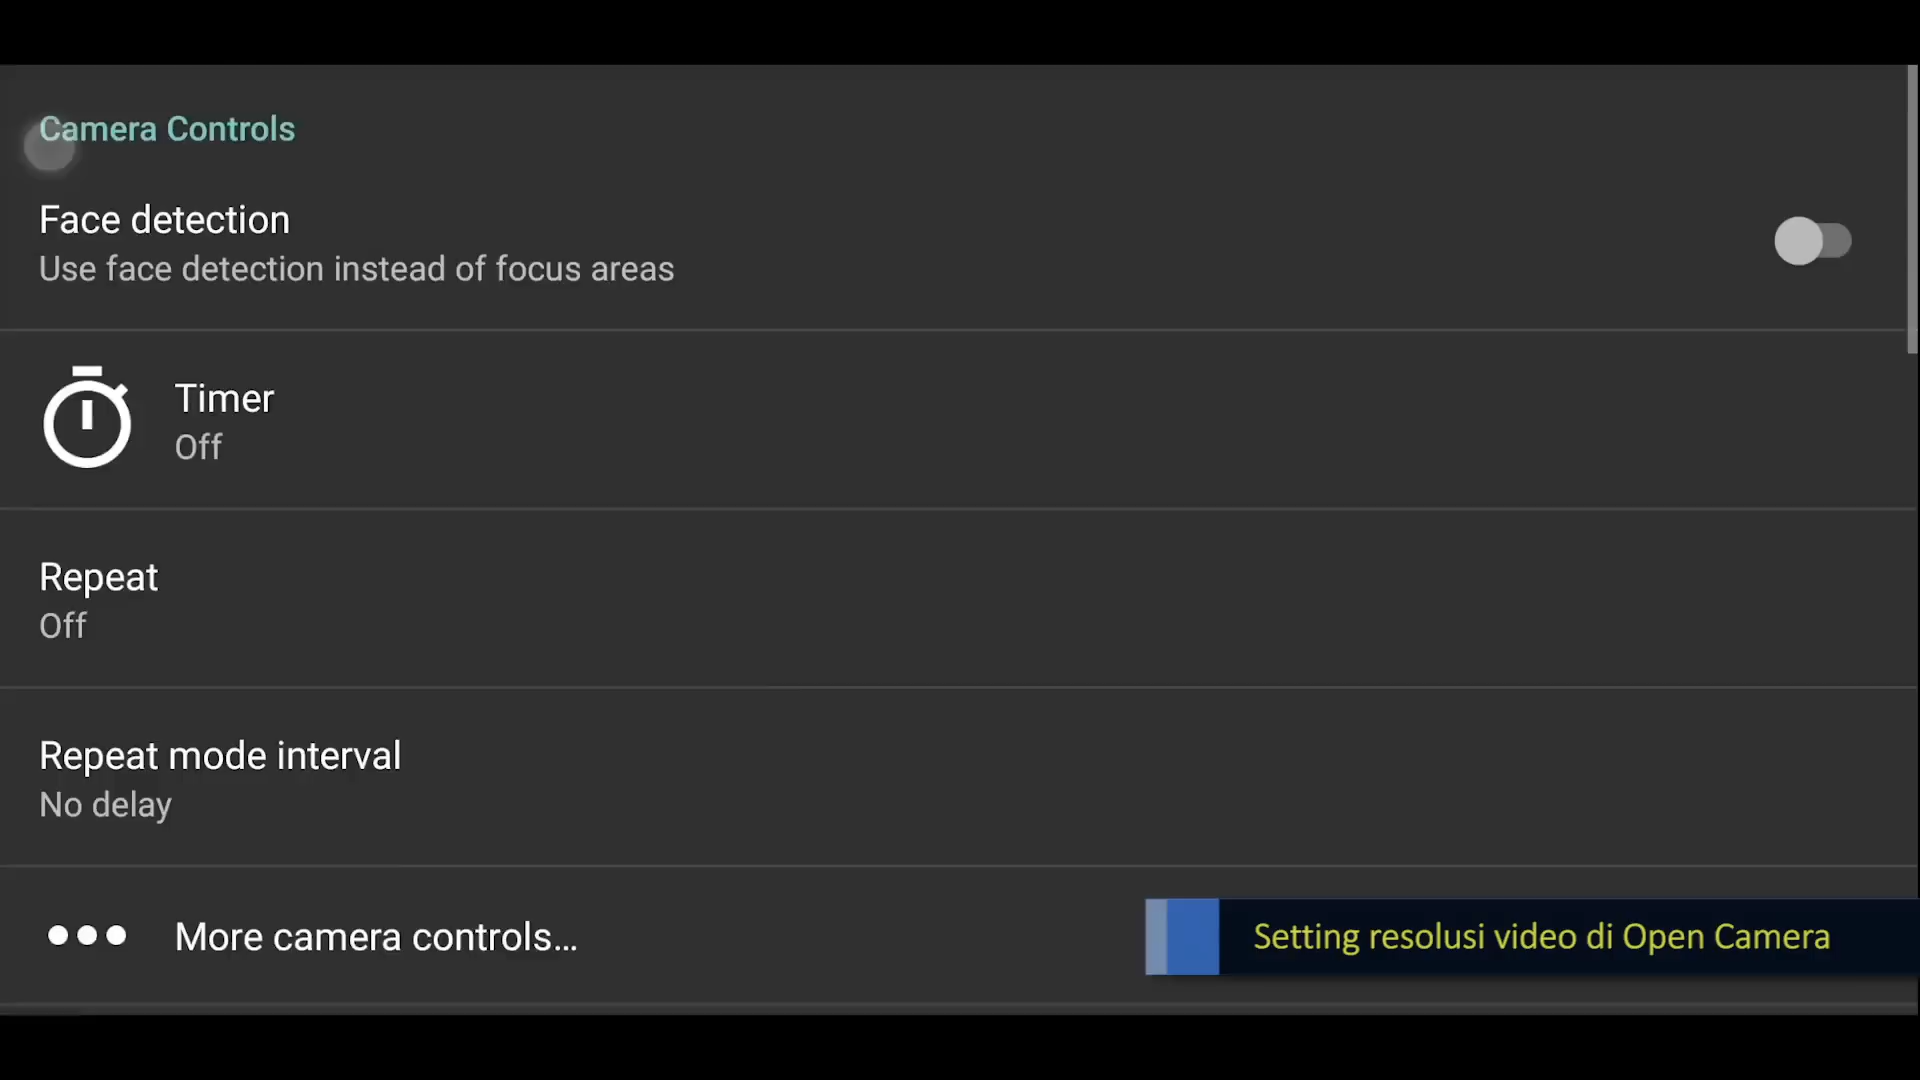 Camera Controls
Face detection
Use face detection instead of focus areas
Timer
Off
Repeat
Off
Repeat mode interval
No delay
More camera controls...
Setting resolusi video di Open Camera